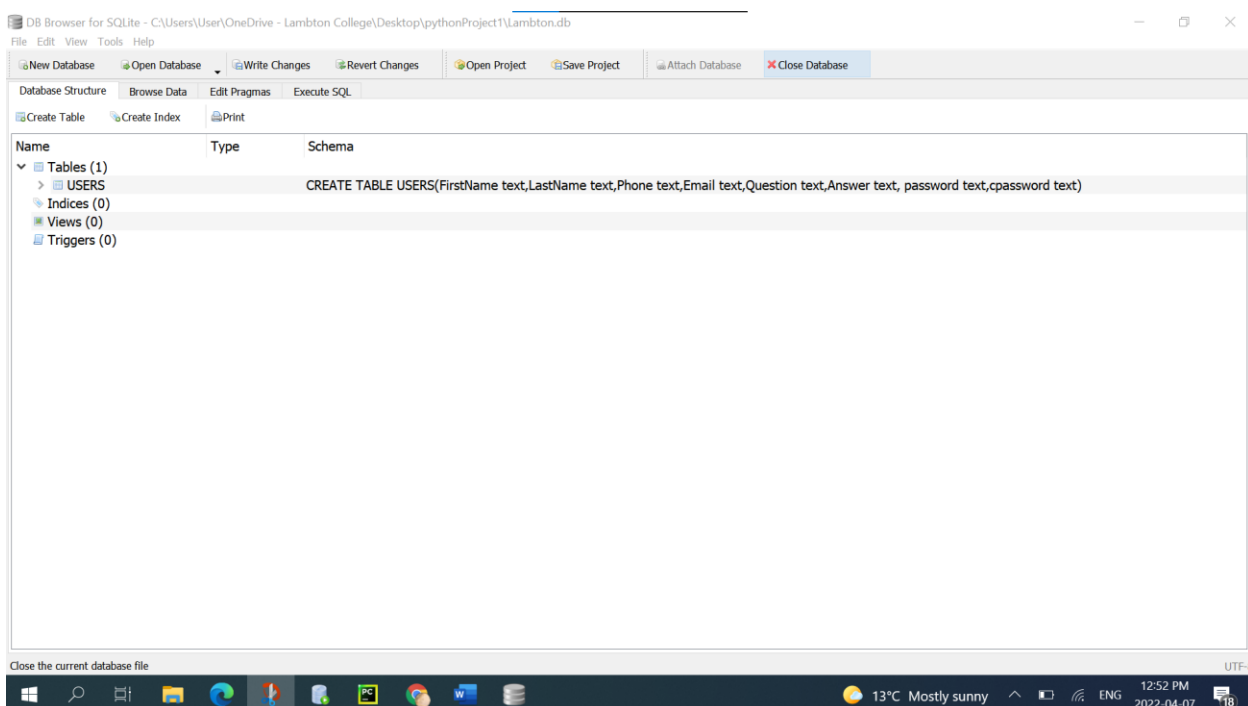 DB Browser for SQLite - C:\Users\User\OneDrive - Lambton College\Desktop\pythonProject1\Lambton.db
File Edit View Tools Help
New Database Open Database Write Changes Revert Changes Open Project Save Project Attach Database Close Database
Database Structure Browse Data Edit Pragmas Execute SQL
Create Table Create Index Print
Name Type Schema
Tables (1)
USERS CREATE TABLE USERS(FirstName text,LastName text,Phone text,Email text,Question text,Answer text, password text,cpassword text)
Indices (0)
Views (0)
Triggers (0)
Close the current database file UTF-
PC W 13°C Mostly sunny ENG 12:52 PM
2022-04-07 18